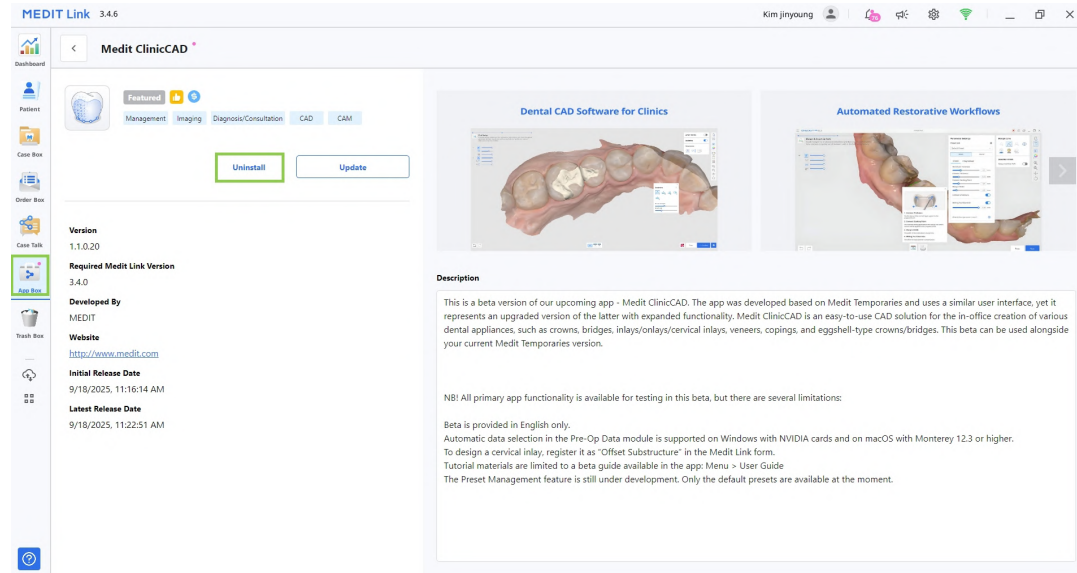 MEDIT Link 3.4.6
Kim jinyoung
Medit ClinicCAD
Dashboard
Patient
Case Box
Order Box
Case Talk
App Box
Trash Box
Featured
Management Imaging Diagnosis/Consultation CAD CAM
Uninstall Update
Version
1.1.0.20
Required Medit Link Version
3.4.0
Developed By
MEDIT
Website
http://www.medit.com
Initial Release Date
9/18/2025, 11:16:14 AM
Latest Release Date
9/18/2025, 11:22:51 AM
Dental CAD Software for Clinics
Automated Restorative Workflows
Description
This is a beta version of our upcoming app - Medit ClinicCAD. The app was developed based on Medit Temporaries and uses a similar user interface, yet it
represents an upgraded version of the latter with expanded functionality. Medit ClinicCAD is an easy-to-use CAD solution for the in-office creation of various
dental appliances, such as crowns, bridges, inlays/onlays/cervical inlays, veneers, copings, and eggshell-type crowns/bridges. This beta can be used alongside
your current Medit Temporaries version.
NB! All primary app functionality is available for testing in this beta, but there are several limitations:
Beta is provided in English only.
Automatic data selection in the Pre-Op Data module is supported on Windows with NVIDIA cards and on macOS with Monterey 12.3 or higher.
To design a cervical inlay, register it as "Offset Substructure" in the Medit Link form.
Tutorial materials are limited to a beta guide available in the app: Menu > User Guide
The Preset Management feature is still under development. Only the default presets are available at the moment.